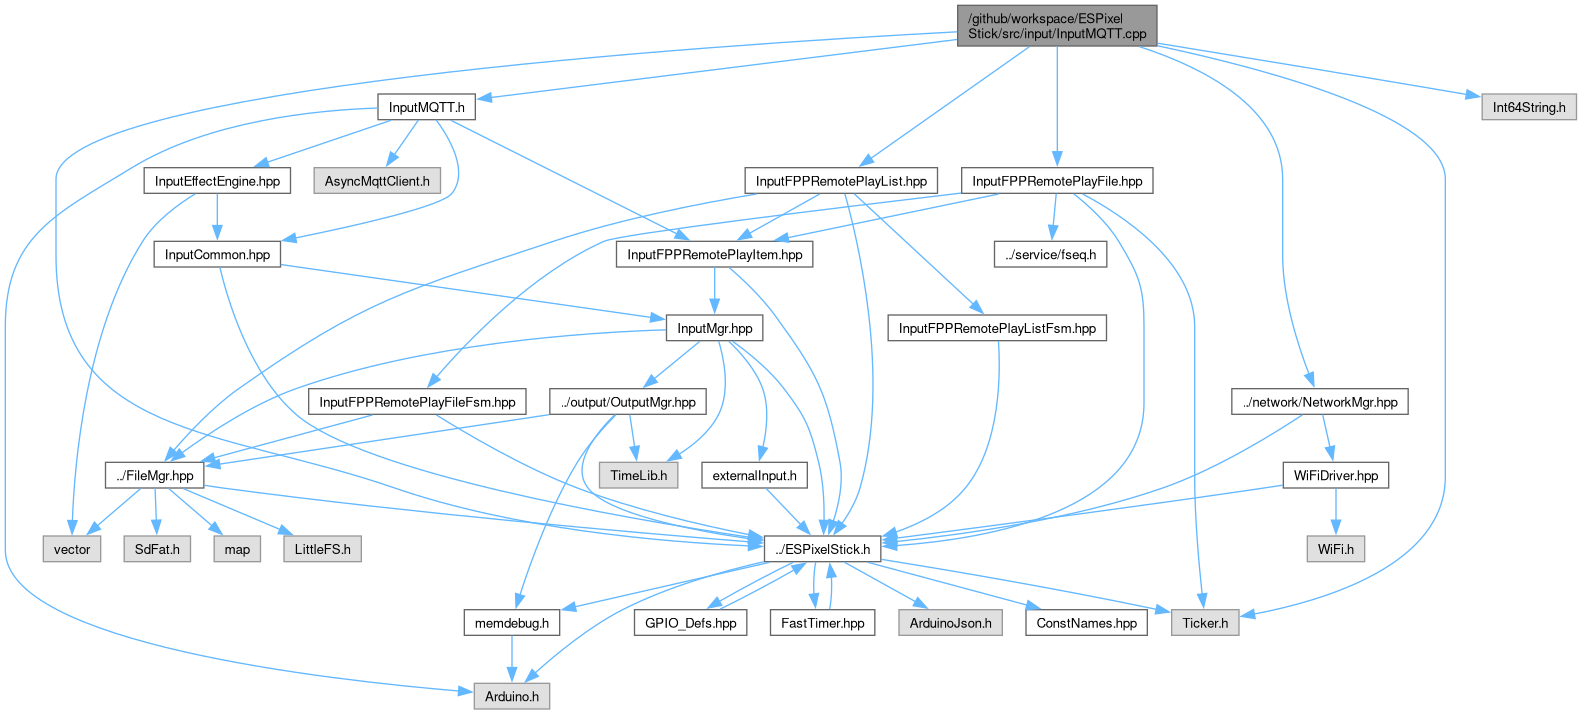 /github/workspace/ESPixel
Stick/src/input/InputMQTT.cpp
InputMQTT.h
Int64String.h
InputEffectEngine.hpp
AsyncMqttClient.h
InputFPPRemotePlayList.hpp
InputFPPRemotePlayFile.hpp
InputCommon.hpp
InputFPPRemotePlayItem.hpp
../service/fseq.h
InputMgr.hpp
InputFPPRemotePlayListFsm.hpp
InputFPPRemotePlayFileFsm.hpp
../output/OutputMgr.hpp
../network/NetworkMgr.hpp
../FileMgr.hpp
TimeLib.h
externalInput.h
WiFiDriver.hpp
vector
SdFat.h
map
LittleFS.h
../ESPixelStick.h
WiFi.h
memdebug.h
GPIO_Defs.hpp
FastTimer.hpp
ArduinoJson.h
ConstNames.hpp
Ticker.h
Arduino.h